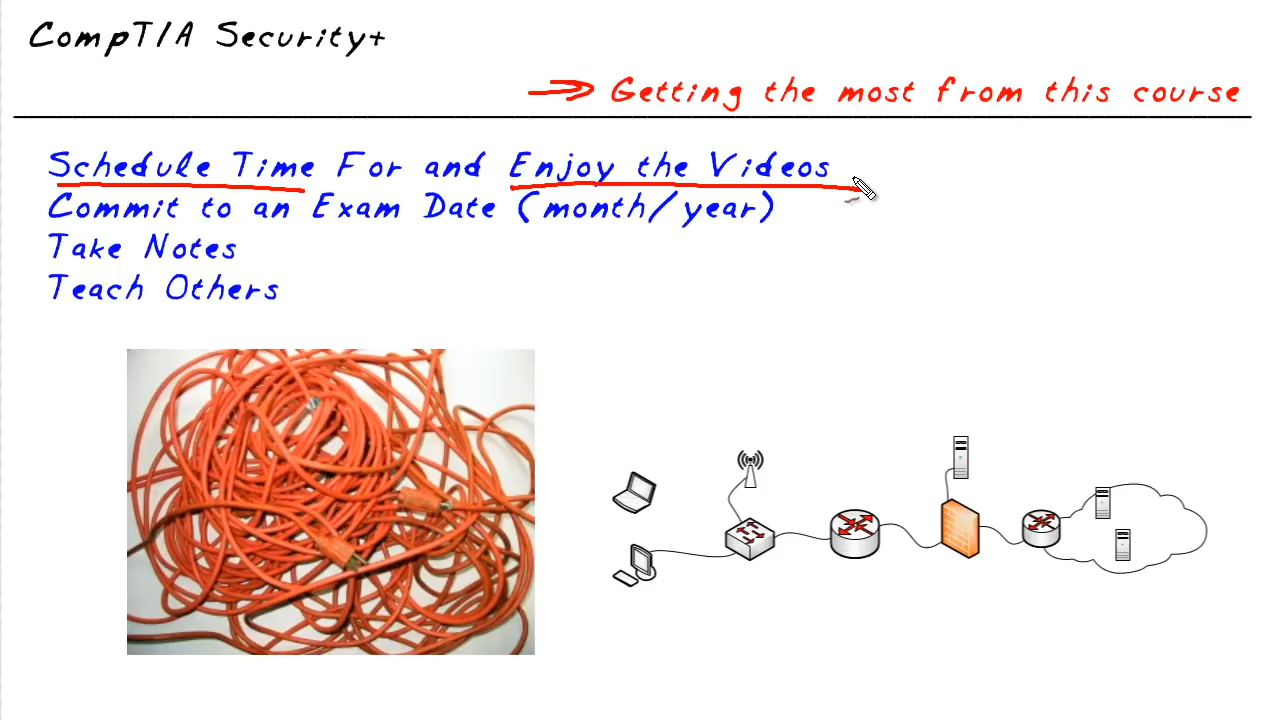 CompTIA Security+
Getting the most from this course
Schedule Time For and Enjoy the Videos
Commit to an Exam Date (month/year)
Take Notes
Teach Others